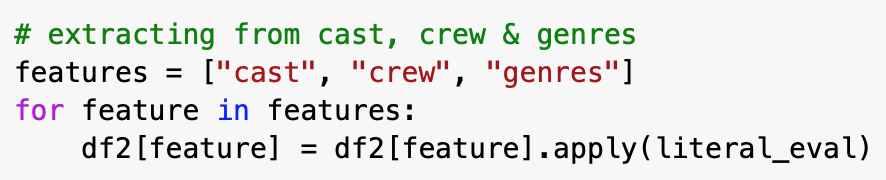 # extracting from cast, crew & genres
features = ["cast", "crew", "genres"]
for feature in features:
    df2[feature] = df2[feature].apply(literal_eval)